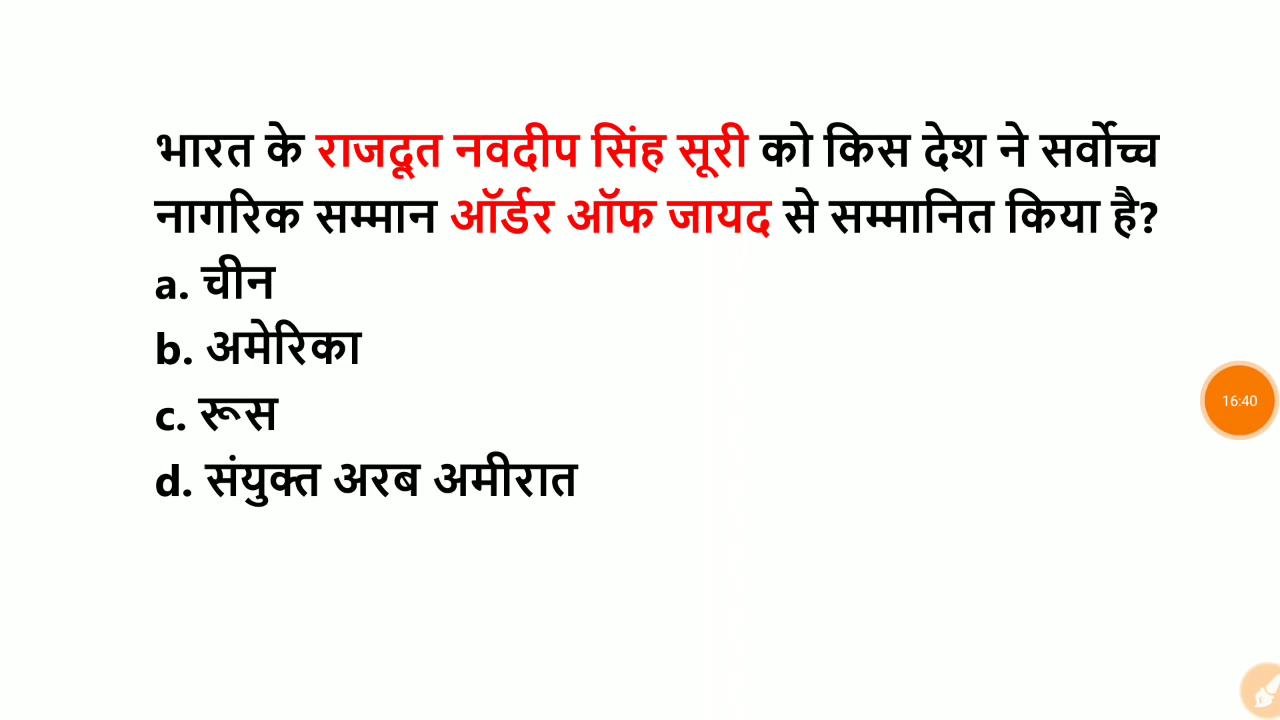 भारत के राजदूत नवदीप सिंह सूरी को किस देश ने सर्वोच्च
नागरिक सम्मान ऑर्डर ऑफ जायद से सम्मानित किया है?
a. चीन
b. अमेरिका
c. रूस
d. संयुक्त अरब अमीरात
16:40